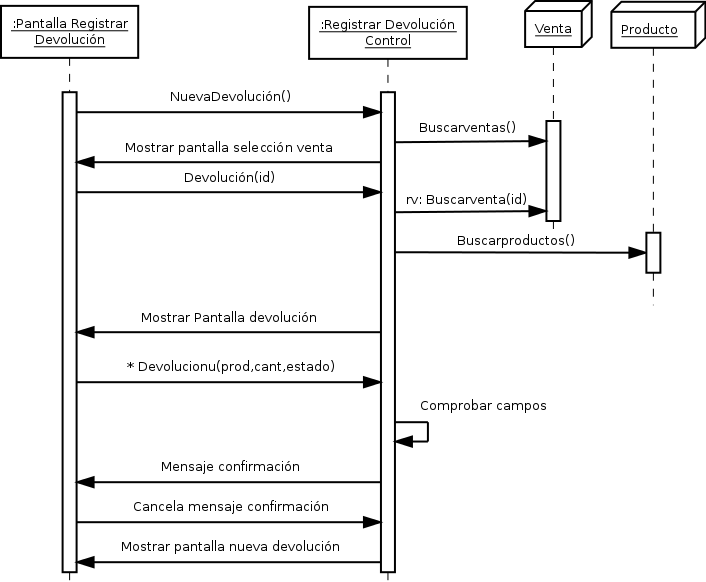 :Pantalla Registrar
Devolución
:Registrar Devolución
Control
Venta
Producto
NuevaDevolución()
Buscarventas()
Mostrar pantalla selección venta
Devolución(id)
rv: Buscarventa(id)
Buscarproductos()
Mostrar Pantalla devolución
* Devolucionu(prod,cant,estado)
Comprobar campos
Mensaje confirmación
Cancela mensaje confirmación
Mostrar pantalla nueva devolución